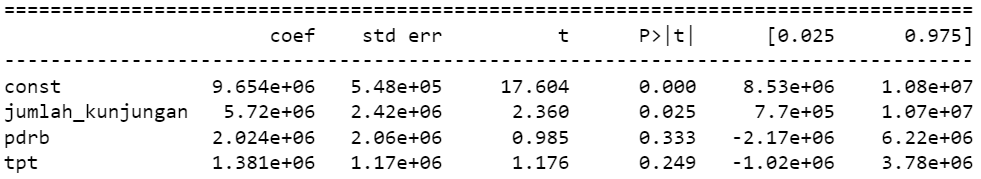 coef std err t P>|t| [0.025 0.975]
const 9.654e+06 5.48e+05 17.604 0.000 8.53e+06 1.08e+07
jumlah_kunjungan 5.72e+06 2.42e+06 2.360 0.025 7.7e+05 1.07e+07
pdrb 2.024e+06 2.06e+06 0.985 0.333 -2.17e+06 6.22e+06
tpt 1.381e+06 1.17e+06 1.176 0.249 -1.02e+06 3.78e+06